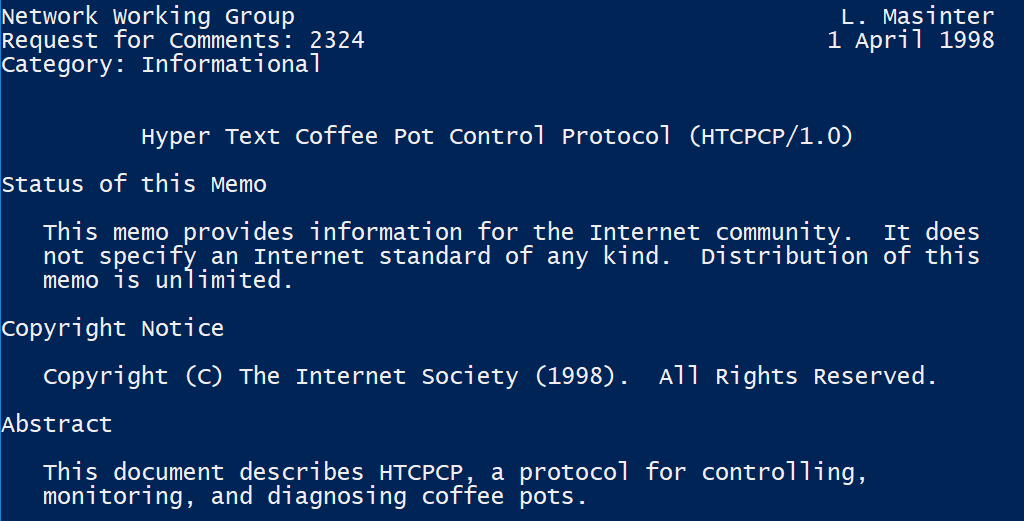 Network Working Group L. Masinter
Request for Comments: 2324 1 April 1998
Category: Informational
Hyper Text Coffee Pot Control Protocol (HTCPCP/1.0)
Status of this Memo
This memo provides information for the Internet community. It does
not specify an Internet standard of any kind. Distribution of this
memo is unlimited.
Copyright Notice
Copyright (C) The Internet Society (1998). All Rights Reserved.
Abstract
This document describes HTCPCP, a protocol for controlling,
monitoring, and diagnosing coffee pots.